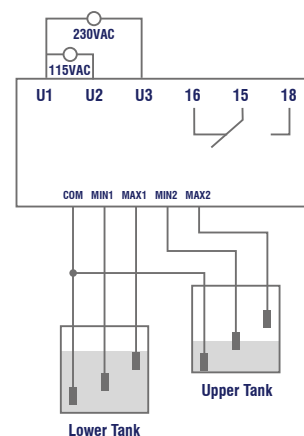 230VAC
115VAC
U1 U2 U3 16 15 18
COM MIN1 MAX1 MIN2 MAX2
Upper Tank
Lower Tank